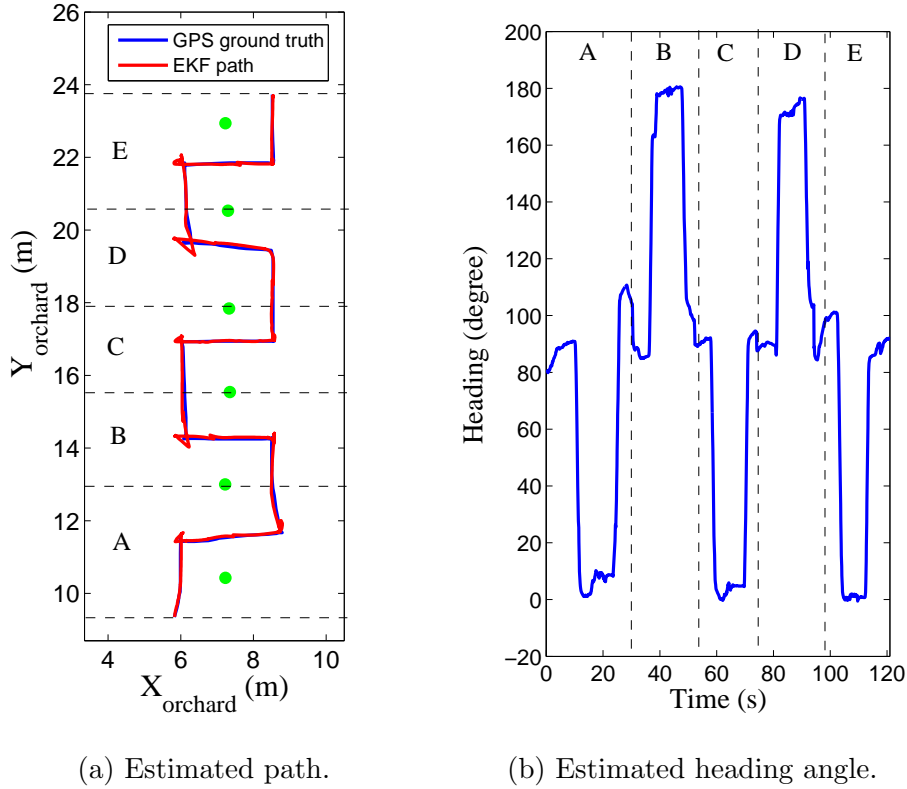 26
24
22
20
18
16
14
12
10
Y orchard (m)
GPS ground truth
EKF path
E
D
C
B
A
4 6 8 10
X orchard (m)
(a) Estimated path.
200
180
160
140
120
100
80
60
40
20
0
−20
Heading (degree)
A B C D E
0 20 40 60 80 100 120
Time (s)
(b) Estimated heading angle.